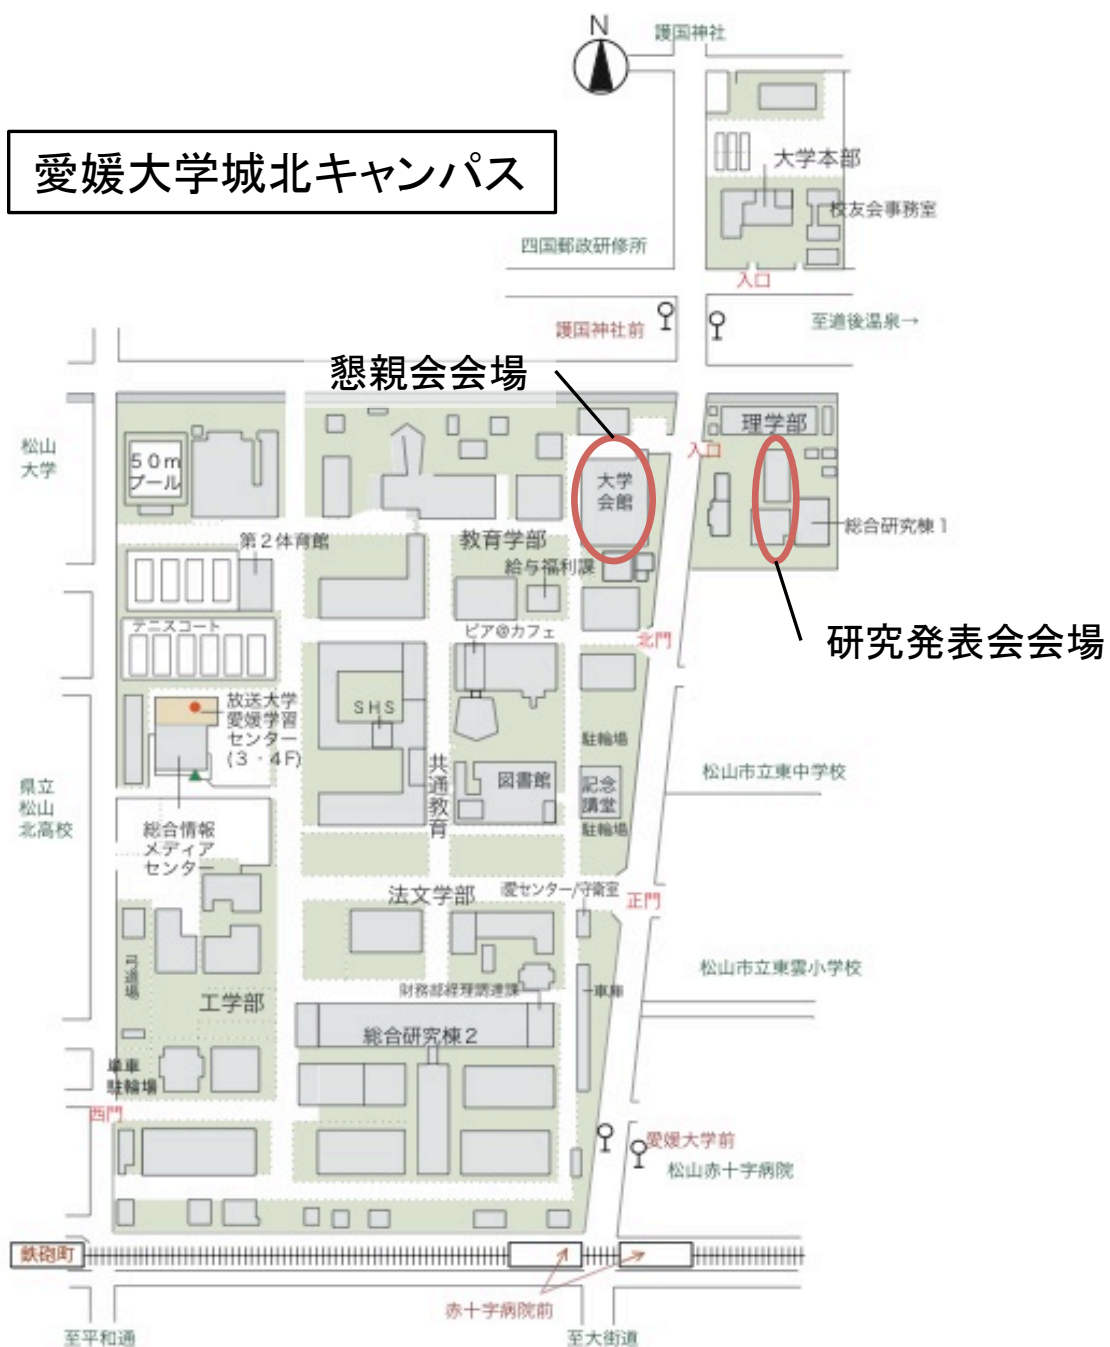 N
護国神社
愛媛大学城北キャンパス
大学本部
校友会事務室
四国郵政研修所
入口
至道後温泉→
護国神社前
懇親会会場
理学部
松山
大学
50m
プール
大学
会館
入口
総合研究棟1
教育学部
第2体育館
給与福利課
研究発表会会場
テニスコート
ピア@カフェ
北門
放送大学
愛媛学習
センター
(3・4F)
SHS
共通教育
図書館
駐輪場
記念
講堂
駐輪場
松山市立東中学校
県立
松山
北高校
総合情報
メディア
センター
法文学部
愛センター/守衛室
正門
弓道場
工学部
財務部経理調達課
車庫
松山市立東雲小学校
総合研究棟2
単車
駐輪場
西門
愛媛大学前
松山赤十字病院
鉄砲町
赤十字病院前
至平和通
至大街道